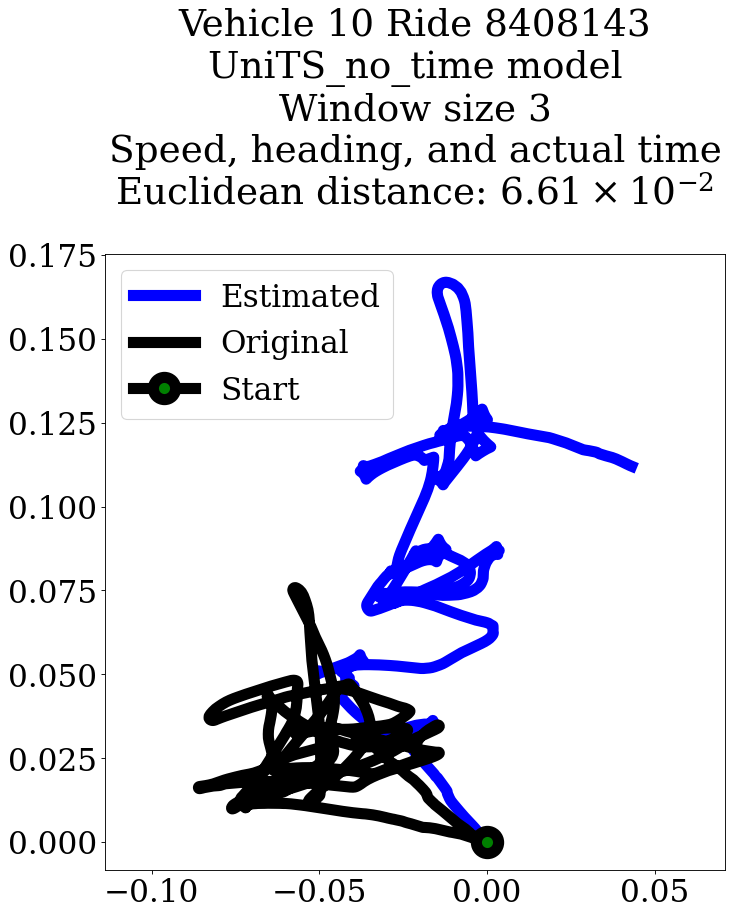 Vehicle 10 Ride 8408143
UniTS_no_time model
Window size 3
Speed, heading, and actual time
Euclidean distance: 6.61 × 10⁻²
Estimated
Original
Start
0.175
0.150
0.125
0.100
0.075
0.050
0.025
0.000
−0.10 −0.05 0.00 0.05